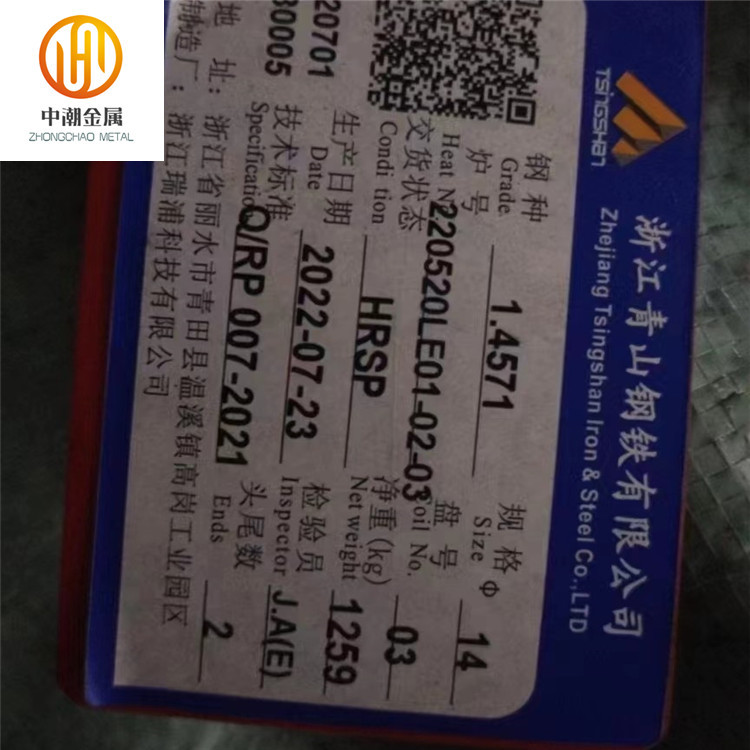 中潮金属
ZHONGCHAO METAL
TSINGSHAN
浙江青山钢铁有限公司
Zhejiang Tsingshan Iron & Steel Co.,LTD
钢种 1.4571 规格Φ 14
Grade Size
炉号 220520LE01-02-03 盘号 03
Heat N oil No.
交货状态 HRSP 净重(kg) 1259
Condition Net weight
生产日期 2022-07-23 检验员 J.A(E)
Date Inspector
技术标准 Q/RP 007-2021 头尾数 2
Specificatio Ends
20701
30005
地 址:浙江省丽水市青田县温溪镇高岗工业园区
制造厂:浙江瑞浦科技有限公司